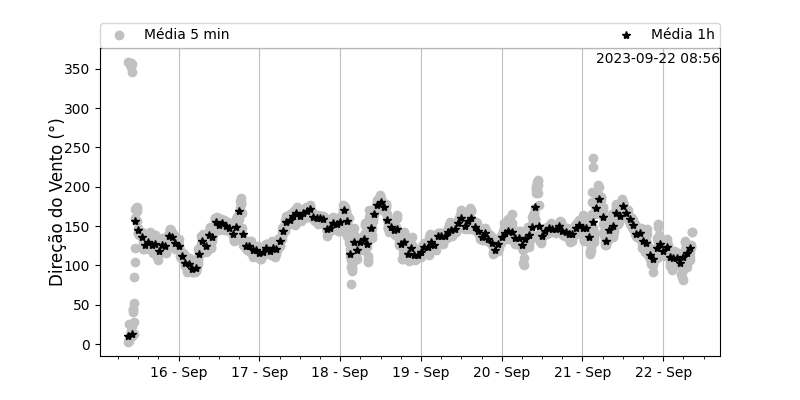 Média 5 min
Média 1h
2023-09-22 08:56
Direção do Vento (°)
350
300
250
200
150
100
50
0
16 - Sep
17 - Sep
18 - Sep
19 - Sep
20 - Sep
21 - Sep
22 - Sep